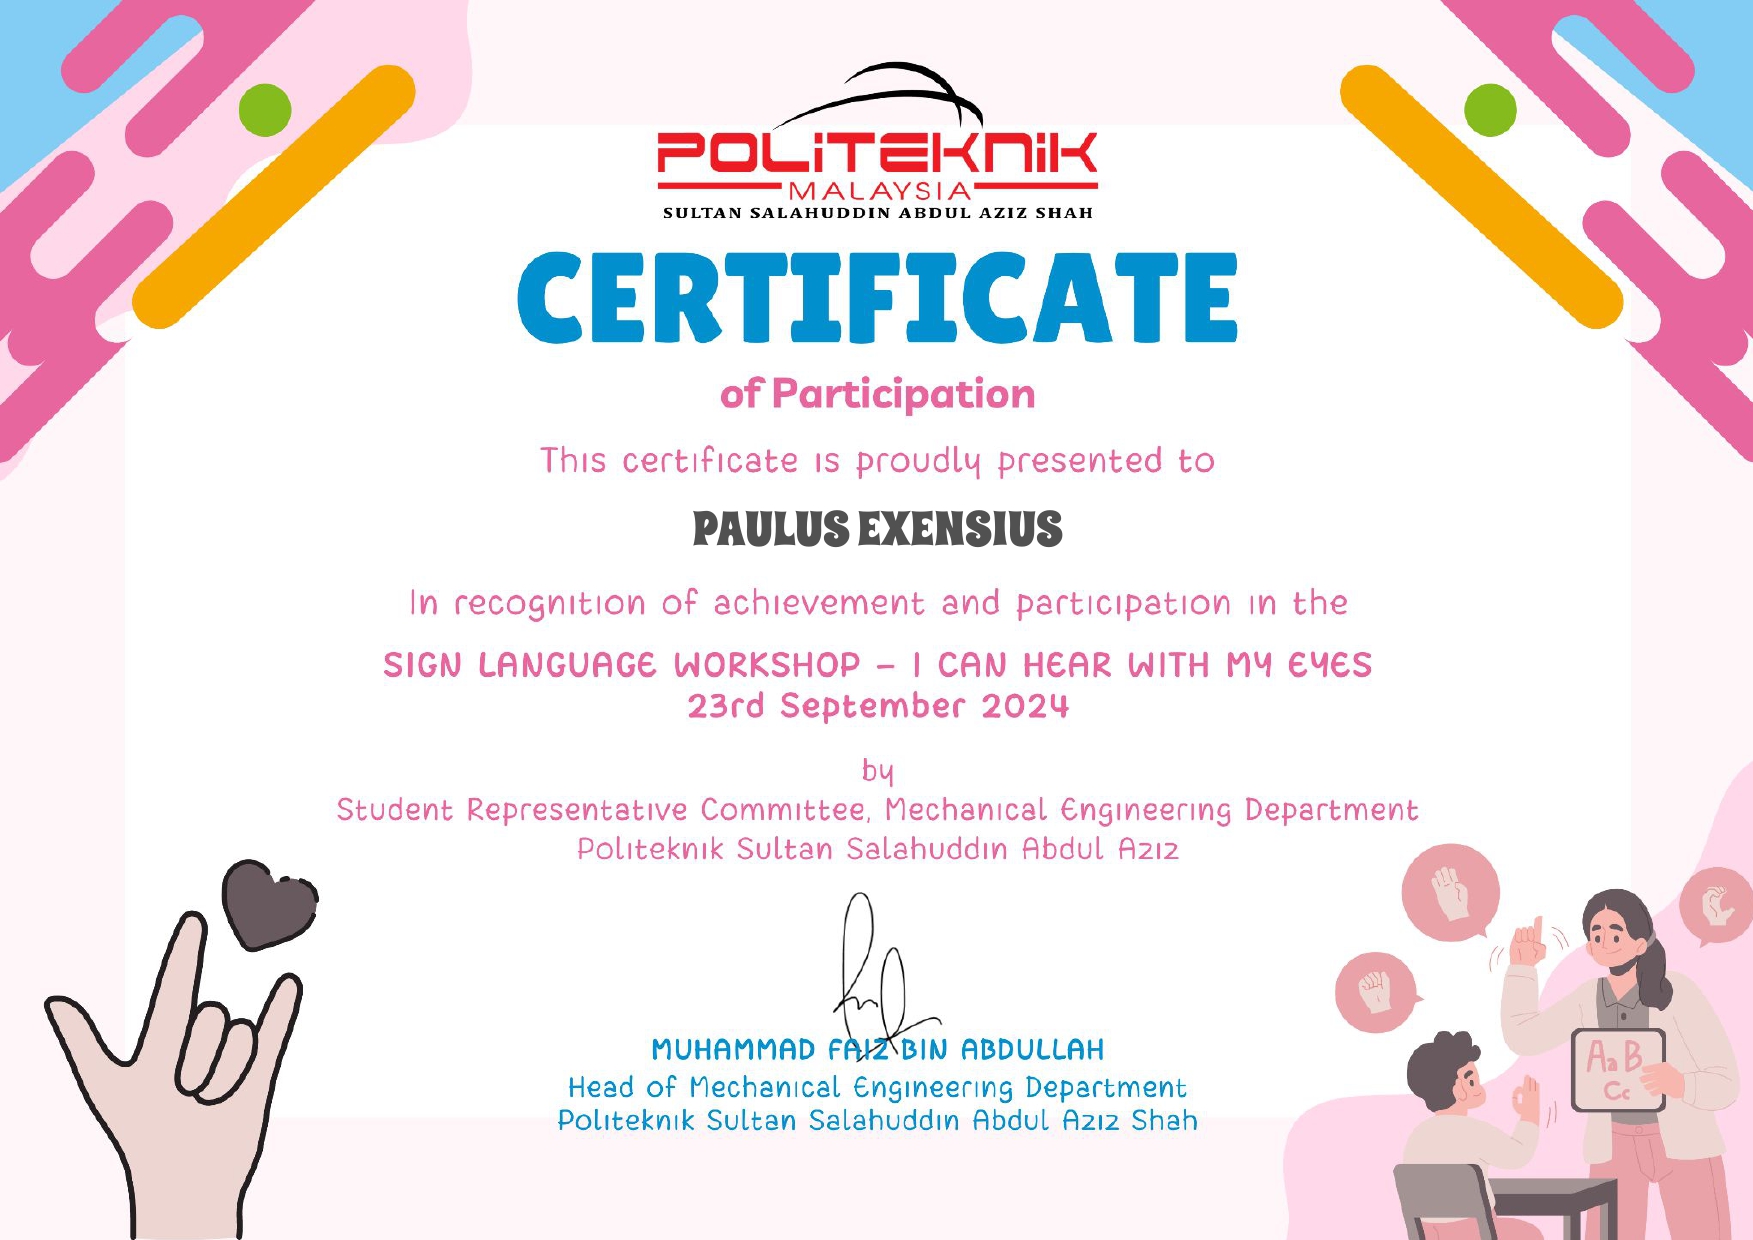 POLiTEKNiK
MALAYSIA
SULTAN SALAHUDDIN ABDUL AZIZ SHAH
CERTIFICATE
of Participation
This certificate is proudly presented to
PAULUS EXENSIUS
In recognition of achievement and participation in the
SIGN LANGUAGE WORKSHOP – I CAN HEAR WITH MY EYES
23rd September 2024
by
Student Representative Committee, Mechanical Engineering Department
Politeknik Sultan Salahuddin Abdul Aziz
MUHAMMAD FAIZ BIN ABDULLAH
Head of Mechanical Engineering Department
Politeknik Sultan Salahuddin Abdul Aziz Shah
Aa B
Cc